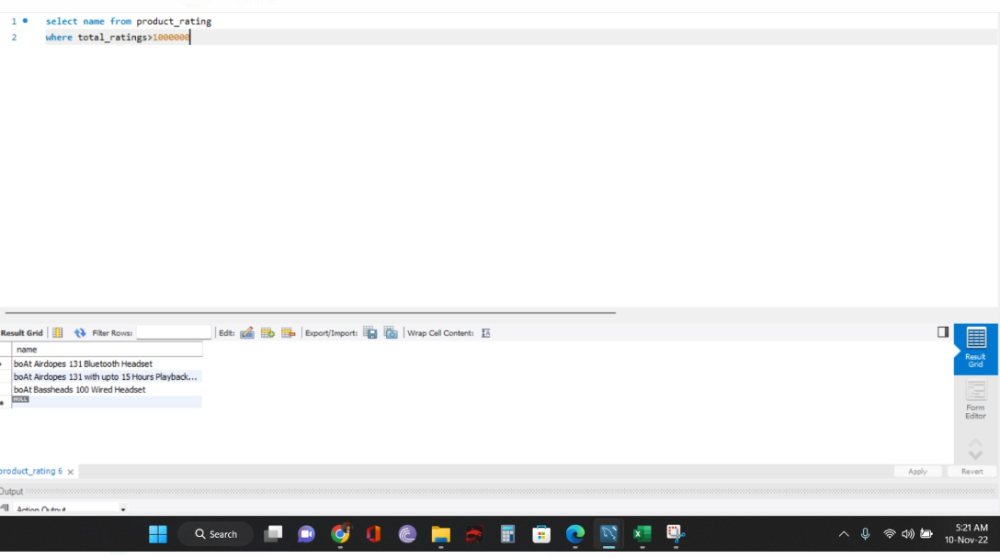 1 select name from product_rating
2 where total_ratings>1000000
Result Grid Filter Rows: Edit: Export/Import: Wrap Cell Content:
name
boAt Airdopes 131 Bluetooth Headset
boAt Airdopes 131 with upto 15 Hours Playback...
boAt Bassheads 100 Wired Headset
NULL
Result
Grid
Form
Editor
product_rating 6 Apply Revert
Output
Action Output
Search
5:21 AM
10-Nov-22